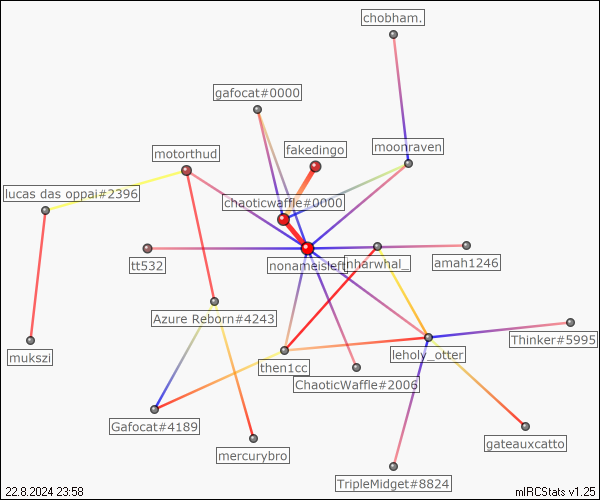 chobham.
gafocat#0000
moonraven
fakedingo
motorthud
lucas das oppai#2396
chaoticwaffle#0000
nonameisleft
nharwhal_
amah1246
tt532
Azure Reborn#4243
Thinker#5995
mukszi
leholy_otter
then1cc
ChaoticWaffle#2006
Gafocat#4189
gateauxcatto
mercurybro
TripleMidget#8824
22.8.2024 23:58
mIRCStats v1.25